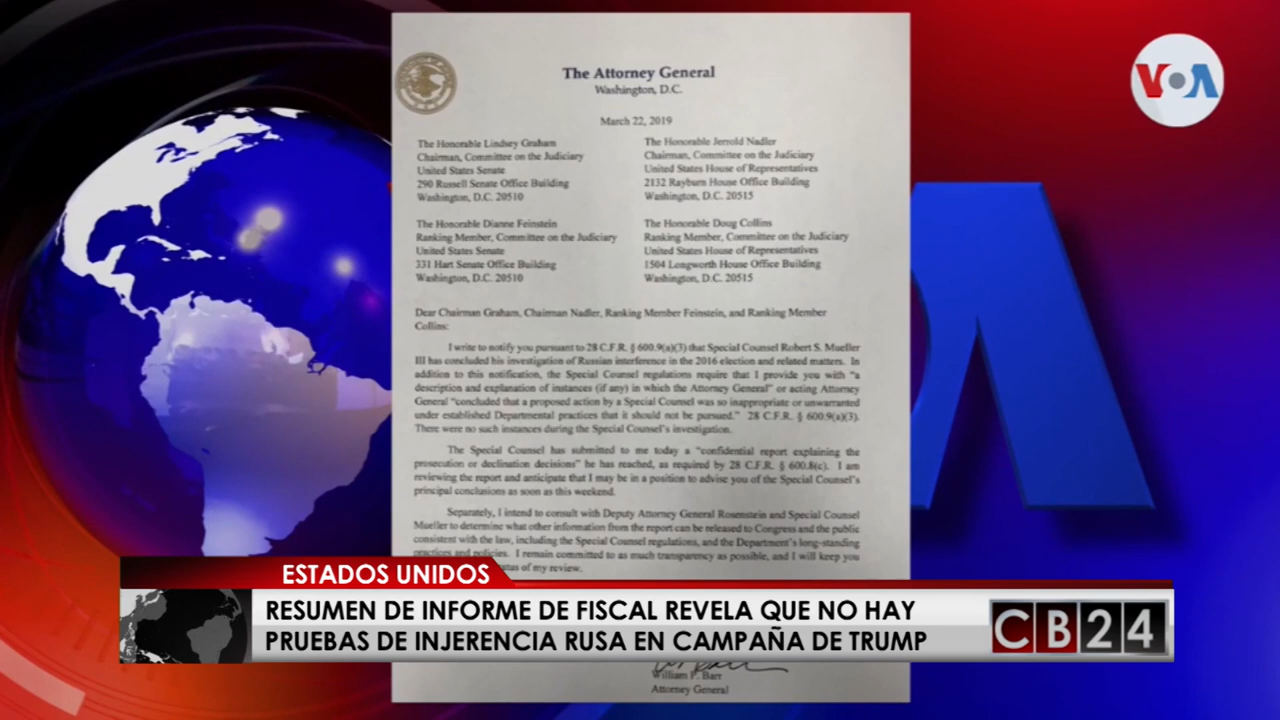 The Attorney General
Washington, D.C.
March 22, 2019
The Honorable Lindsey Graham
Chairman, Committee on the Judiciary
United States Senate
290 Russell Senate Office Building
Washington, D.C. 20510
The Honorable Jerrold Nadler
Chairman, Committee on the Judiciary
United States House of Representatives
2132 Rayburn House Office Building
Washington, D.C. 20515
The Honorable Dianne Feinstein
Ranking Member, Committee on the Judiciary
United States Senate
331 Hart Senate Office Building
Washington, D.C. 20510
The Honorable Doug Collins
Ranking Member, Committee on the Judiciary
United States House of Representatives
1504 Longworth House Office Building
Washington, D.C. 20515
Dear Chairman Graham, Chairman Nadler, Ranking Member Feinstein, and Ranking Member
Collins:
I write to notify you pursuant to 28 C.F.R. § 600.9(a)(3) that Special Counsel Robert S. Mueller
III has concluded his investigation of Russian interference in the 2016 election and related matters. In
addition to this notification, the Special Counsel regulations require that I provide you with "a
description and explanation of instances (if any) in which the Attorney General" or acting Attorney
General "concluded that a proposed action by a Special Counsel was so inappropriate or unwarranted
under established Departmental practices that it should not be pursued." 28 C.F.R. § 600.9(a)(3).
There were no such instances during the Special Counsel's investigation.
The Special Counsel has submitted to me today a "confidential report explaining the
prosecution or declination decisions" he has reached, as required by 28 C.F.R. § 600.8(c). I am
reviewing the report and anticipate that I may be in a position to advise you of the Special Counsel's
principal conclusions as soon as this weekend.
Separately, I intend to consult with Deputy Attorney General Rosenstein and Special Counsel
Mueller to determine what other information from the report can be released to Congress and the public
consistent with the law, including the Special Counsel regulations, and the Department's long-standing
practices and policies. I remain committed to as much transparency as possible, and I will keep you
of my review.
William P. Barr
Attorney General
VOA
ESTADOS UNIDOS
RESUMEN DE INFORME DE FISCAL REVELA QUE NO HAY
PRUEBAS DE INJERENCIA RUSA EN CAMPAÑA DE TRUMP
CB24